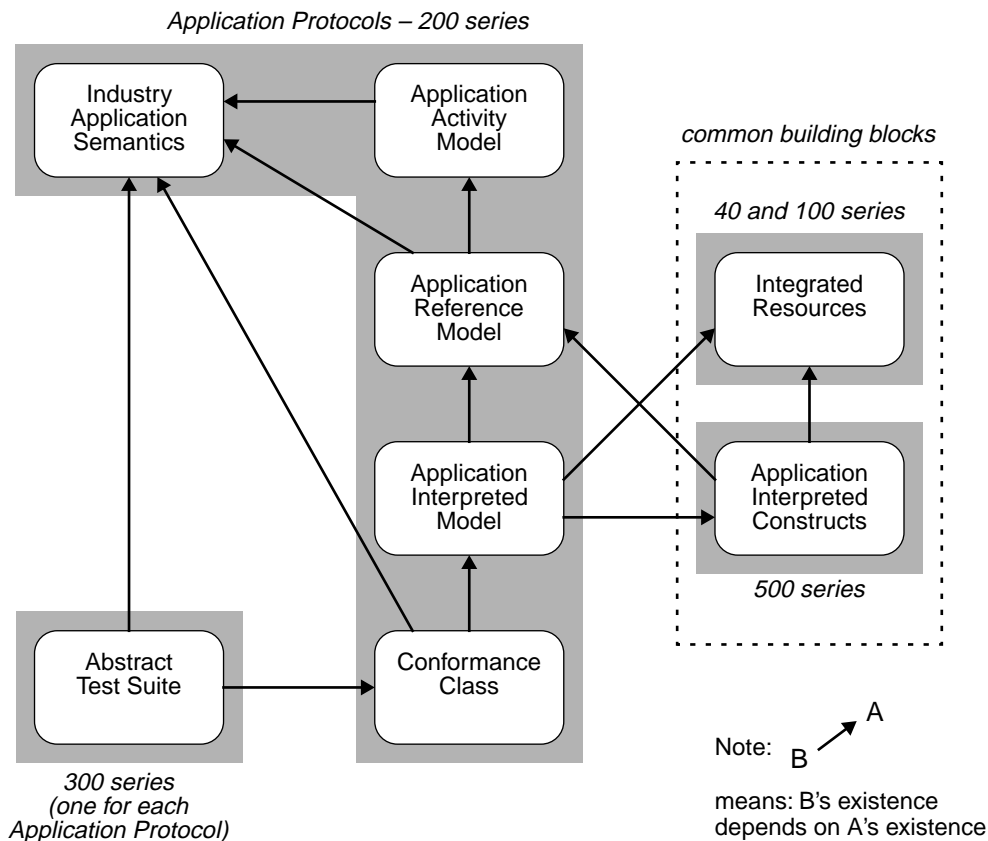 Application Protocols – 200 series
Industry
Application
Semantics
Application
Activity
Model
common building blocks
40 and 100 series
Application
Reference
Model
Integrated
Resources
Application
Interpreted
Model
Application
Interpreted
Constructs
500 series
Abstract
Test Suite
Conformance
Class
300 series
(one for each
Application Protocol)
Note:
A
B
means: B's existence
depends on A's existence